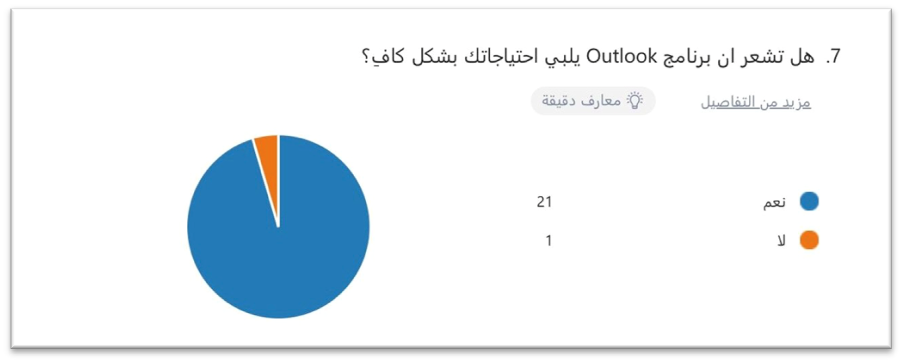 7. هل تشعر ان برنامج Outlook يلبي احتياجاتك بشكل كافٍ؟
مزيد من التفاصيل
معارف دقيقة
نعم 21
لا 1